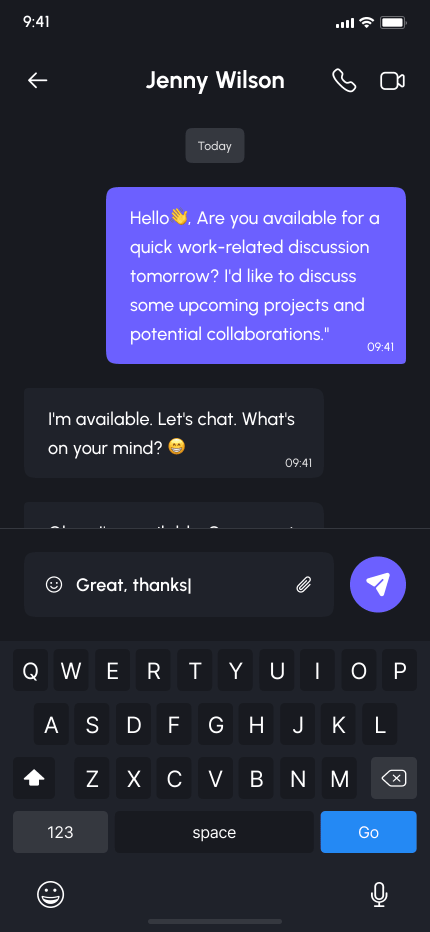 9:41
Jenny Wilson
Today
Hello👋, Are you available for a
quick work-related discussion
tomorrow? I'd like to discuss
some upcoming projects and
potential collaborations."
09:41
I'm available. Let's chat. What's
on your mind? 😁
09:41
Great, thanks
Q W E R T Y U I O P
A S D F G H J K L
Z X C V B N M
123 space Go